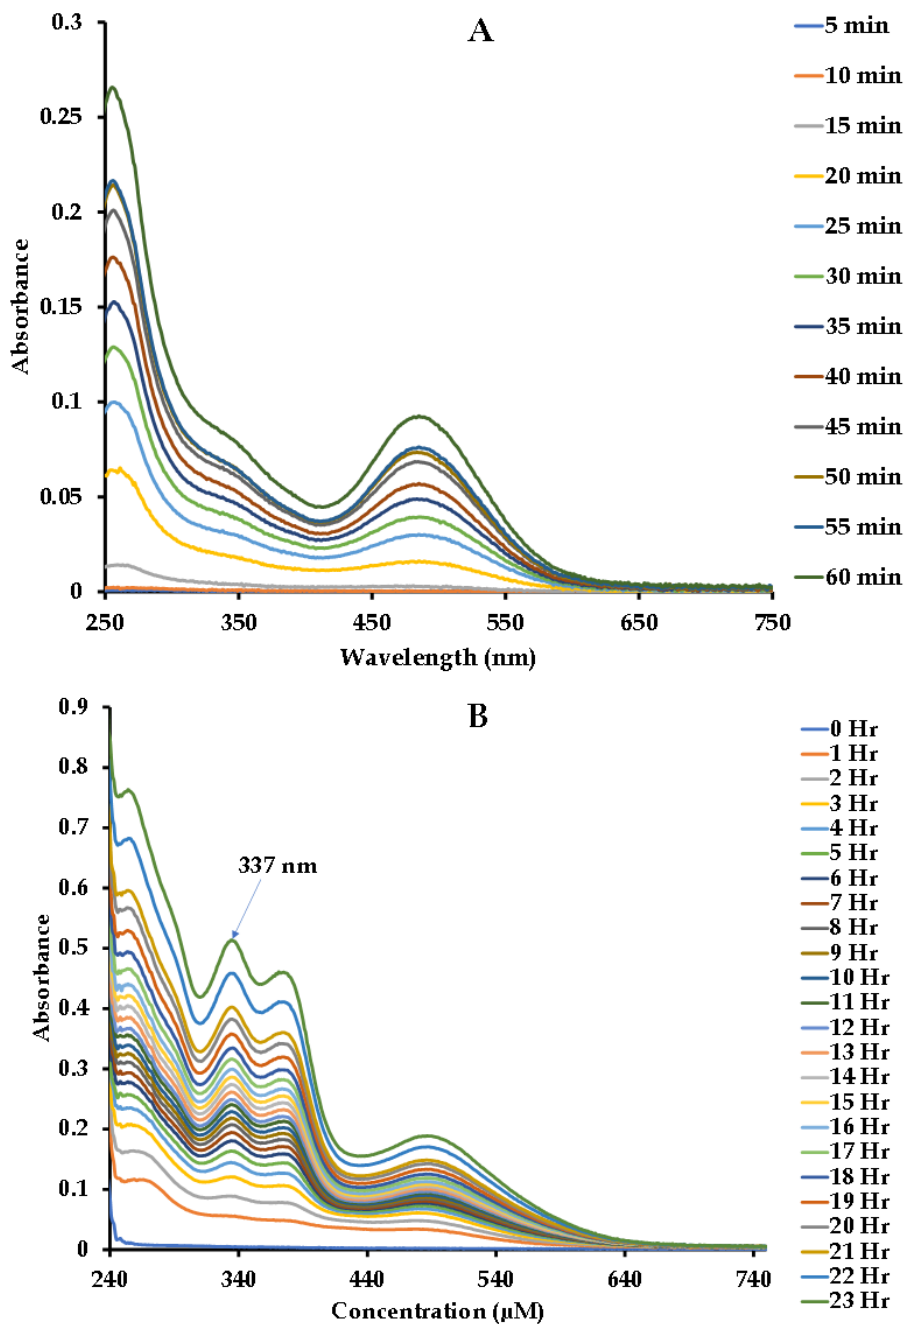 A
0.3
0.25
0.2
0.15
0.1
0.05
0
Absorbance
250
350
450
550
650
750
Wavelength (nm)
5 min
10 min
15 min
20 min
25 min
30 min
35 min
40 min
45 min
50 min
55 min
60 min
B
0.9
0.8
0.7
0.6
0.5
0.4
0.3
0.2
0.1
0
Absorbance
337 nm
240
340
440
540
640
740
Concentration (µM)
0 Hr
1 Hr
2 Hr
3 Hr
4 Hr
5 Hr
6 Hr
7 Hr
8 Hr
9 Hr
10 Hr
11 Hr
12 Hr
13 Hr
14 Hr
15 Hr
16 Hr
17 Hr
18 Hr
19 Hr
20 Hr
21 Hr
22 Hr
23 Hr